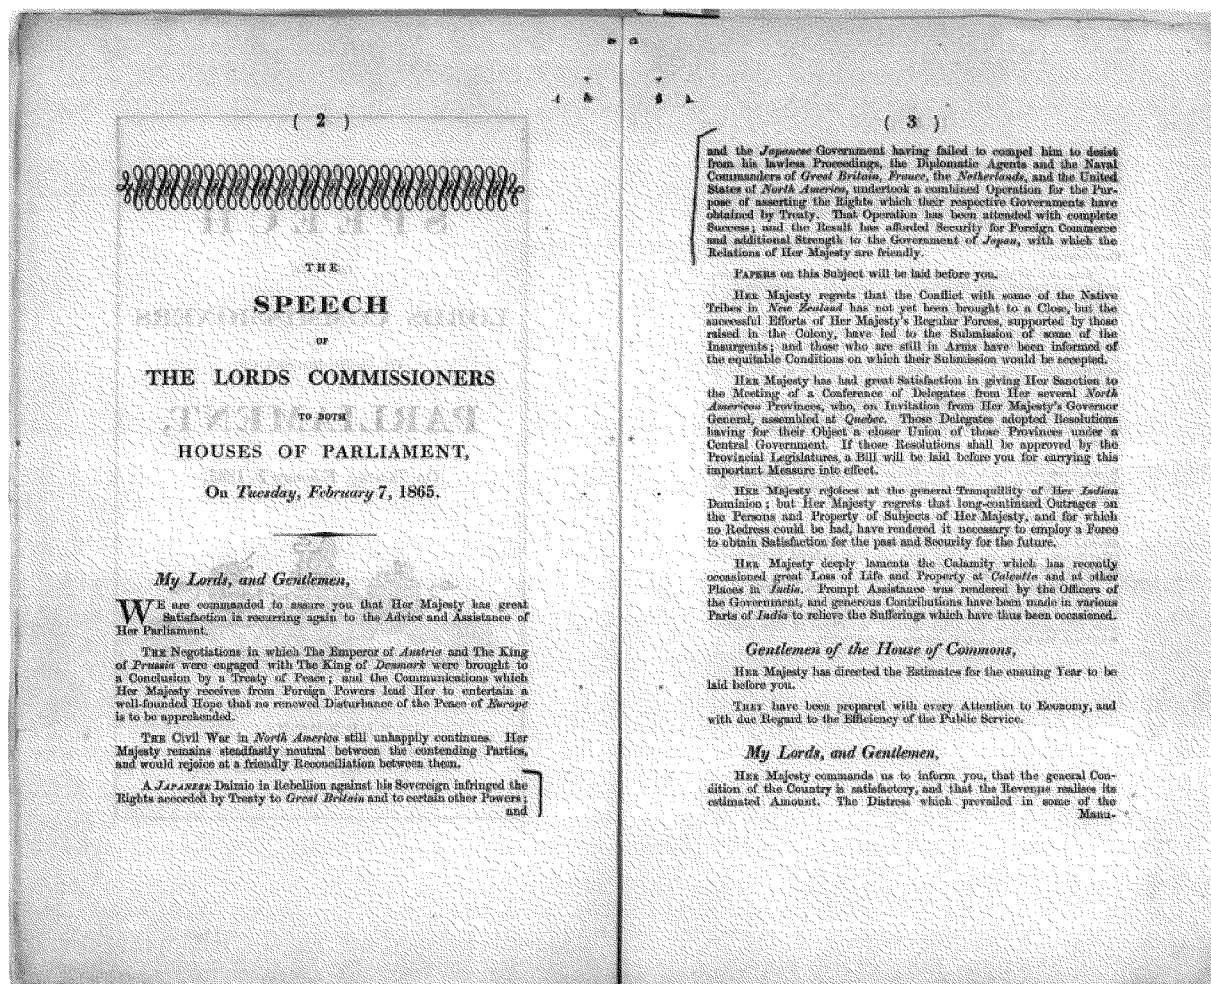 ( 2 )
THE
SPEECH
OF
THE LORDS COMMISSIONERS
TO BOTH
HOUSES OF PARLIAMENT,
On Tuesday, February 7, 1865.
My Lords, and Gentlemen,
WE are commanded to assure you that Her Majesty has great
Satisfaction in recurring again to the Advice and Assistance of
Her Parliament.
THE Negotiations in which The Emperor of Austria and The King
of Prussia were engaged with The King of Denmark were brought to
a Conclusion by a Treaty of Peace; and the Communications which
Her Majesty receives from Foreign Powers lead Her to entertain a
well-founded Hope that no renewed Disturbance of the Peace of Europe
is to be apprehended.
THE Civil War in North America still unhappily continues. Her
Majesty remains steadfastly neutral between the contending Parties,
and would rejoice at a friendly Reconciliation between them.
A JAPANESE Daimio in Rebellion against his Sovereign infringed the
Rights accorded by Treaty to Great Britain and to certain other Powers;
and
( 3 )
and the Japanese Government having failed to compel him to desist
from his lawless Proceedings, the Diplomatic Agents and the Naval
Commanders of Great Britain, France, the Netherlands, and the United
States of North America, undertook a combined Operation for the Pur-
pose of asserting the Rights which their respective Governments have
obtained by Treaty. That Operation has been attended with complete
Success; and the Result has afforded Security for Foreign Commerce
and additional Strength to the Government of Japan, with which the
Relations of Her Majesty are friendly.
PAPERS on this Subject will be laid before you.
HER Majesty regrets that the Conflict with some of the Native
Tribes in New Zealand has not yet been brought to a Close, but the
successful Efforts of Her Majesty's Regular Forces, supported by those
raised in the Colony, have led to the Submission of some of the
Insurgents; and those who are still in Arms have been informed of
the equitable Conditions on which their Submission would be accepted.
HER Majesty has had great Satisfaction in giving Her Sanction to
the Meeting of a Conference of Delegates from Her several North
American Provinces, who, on Invitation from Her Majesty's Governor
General, assembled at Quebec. Those Delegates adopted Resolutions
having for their Object a closer Union of those Provinces under a
Central Government. If those Resolutions shall be approved by the
Provincial Legislatures, a Bill will be laid before you for carrying this
important Measure into effect.
HER Majesty rejoices at the general Tranquillity of Her Indian
Dominion; but Her Majesty regrets that long-continued Outrages on
the Persons and Property of Subjects of Her Majesty, and for which
no Redress could be had, have rendered it necessary to employ a Force
to obtain Satisfaction for the past and Security for the future.
HER Majesty deeply laments the Calamity which has recently
occasioned great Loss of Life and Property at Calcutta and at other
Places in India. Prompt Assistance was rendered by the Officers of
the Government, and generous Contributions have been made in various
Parts of India to relieve the Sufferings which have thus been occasioned.
Gentlemen of the House of Commons,
HER Majesty has directed the Estimates for the ensuing Year to be
laid before you.
THEY have been prepared with every Attention to Economy, and
with due Regard to the Efficiency of the Public Service.
My Lords, and Gentlemen,
HER Majesty commands us to inform you, that the general Con-
dition of the Country is satisfactory, and that the Revenue realises its
estimated Amount. The Distress which prevailed in some of the
Manu-